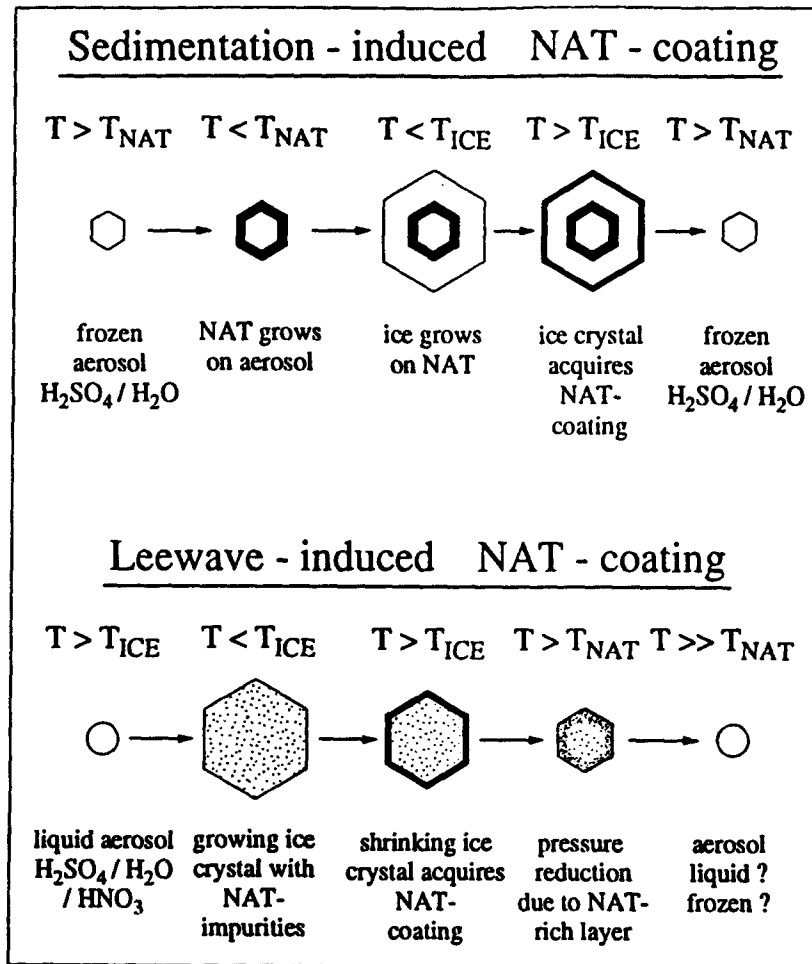 Sedimentation - induced NAT - coating
T > T_NAT T < T_NAT T < T_ICE T > T_ICE T > T_NAT
frozen
aerosol
H₂SO₄ / H₂O
NAT grows
on aerosol
ice grows
on NAT
ice crystal
acquires
NAT-
coating
frozen
aerosol
H₂SO₄ / H₂O
Leewave - induced NAT - coating
T > T_ICE T < T_ICE T > T_ICE T > T_NAT T >> T_NAT
liquid aerosol
H₂SO₄ / H₂O
/ HNO₃
growing ice
crystal with
NAT-
impurities
shrinking ice
crystal acquires
NAT-
coating
pressure
reduction
due to NAT-
rich layer
aerosol
liquid ?
frozen ?